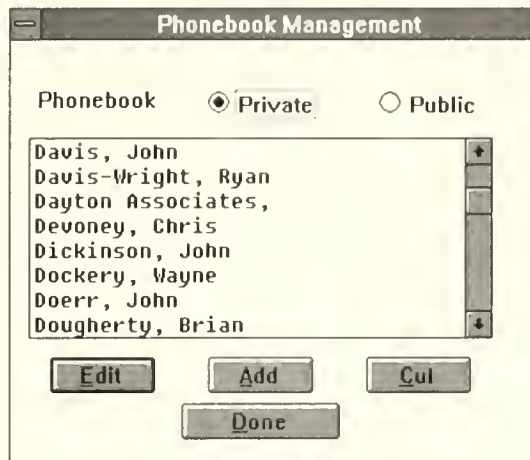 Phonebook Management
Phonebook Private Public
Davis, John
Davis-Wright, Ryan
Dayton Associates,
Devoney, Chris
Dickinson, John
Dockery, Wayne
Doerr, John
Dougherty, Brian
Edit Add Cul
Done